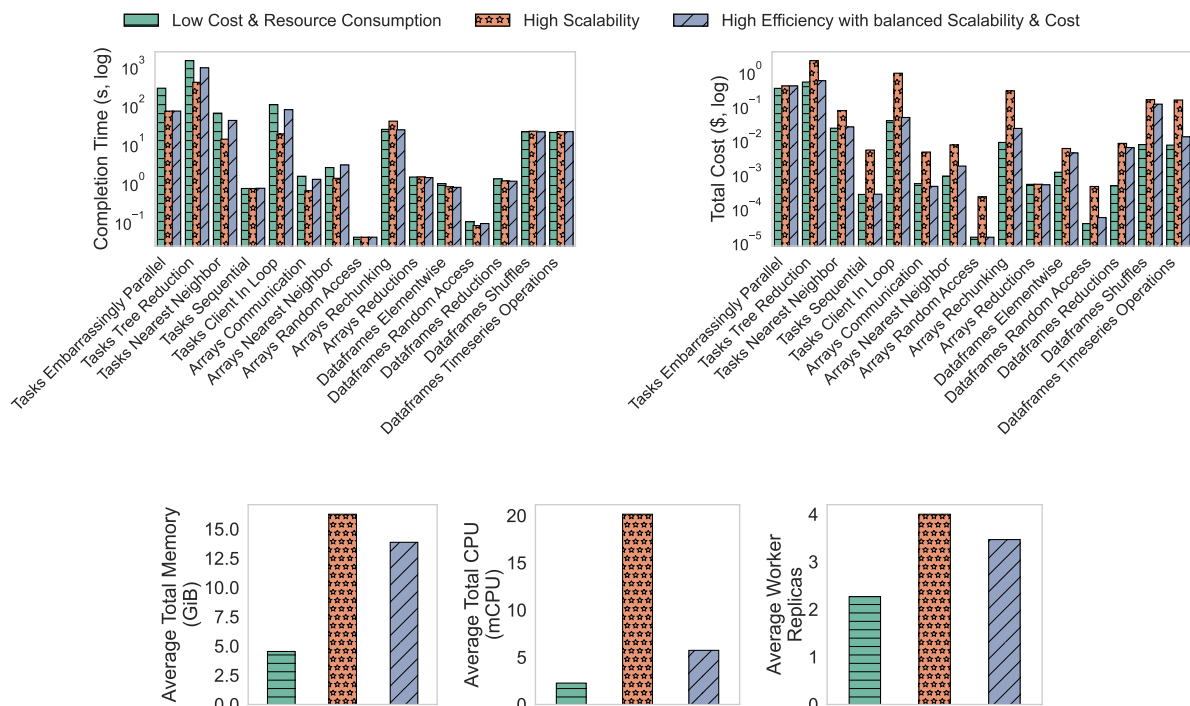 Low Cost & Resource Consumption
High Scalability
High Efficiency with balanced Scalability & Cost
Completion Time (s, log)
10^3
10^2
10^1
10^0
10^−1
Tasks Embarrassingly Parallel
Tasks Tree Reduction
Tasks Nearest Neighbor
Tasks Sequential
Tasks Client In Loop
Arrays Communication
Arrays Nearest Neighbor
Arrays Random Access
Arrays Rechunking
Arrays Reductions
Dataframes Elementwise
Dataframes Random Access
Dataframes Reductions
Dataframes Shuffles
Dataframes Timeseries Operations
Total Cost ($, log)
10^0
10^−1
10^−2
10^−3
10^−4
10^−5
Tasks Embarrassingly Parallel
Tasks Tree Reduction
Tasks Nearest Neighbor
Tasks Sequential
Tasks Client In Loop
Arrays Communication
Arrays Nearest Neighbor
Arrays Random Access
Arrays Rechunking
Arrays Reductions
Dataframes Elementwise
Dataframes Random Access
Dataframes Reductions
Dataframes Shuffles
Dataframes Timeseries Operations
Average Total Memory
(GiB)
15.0
12.5
10.0
7.5
5.0
2.5
0.0
Average Total CPU
(mCPU)
20
15
10
5
0
Average Worker
Replicas
4
3
2
1
0